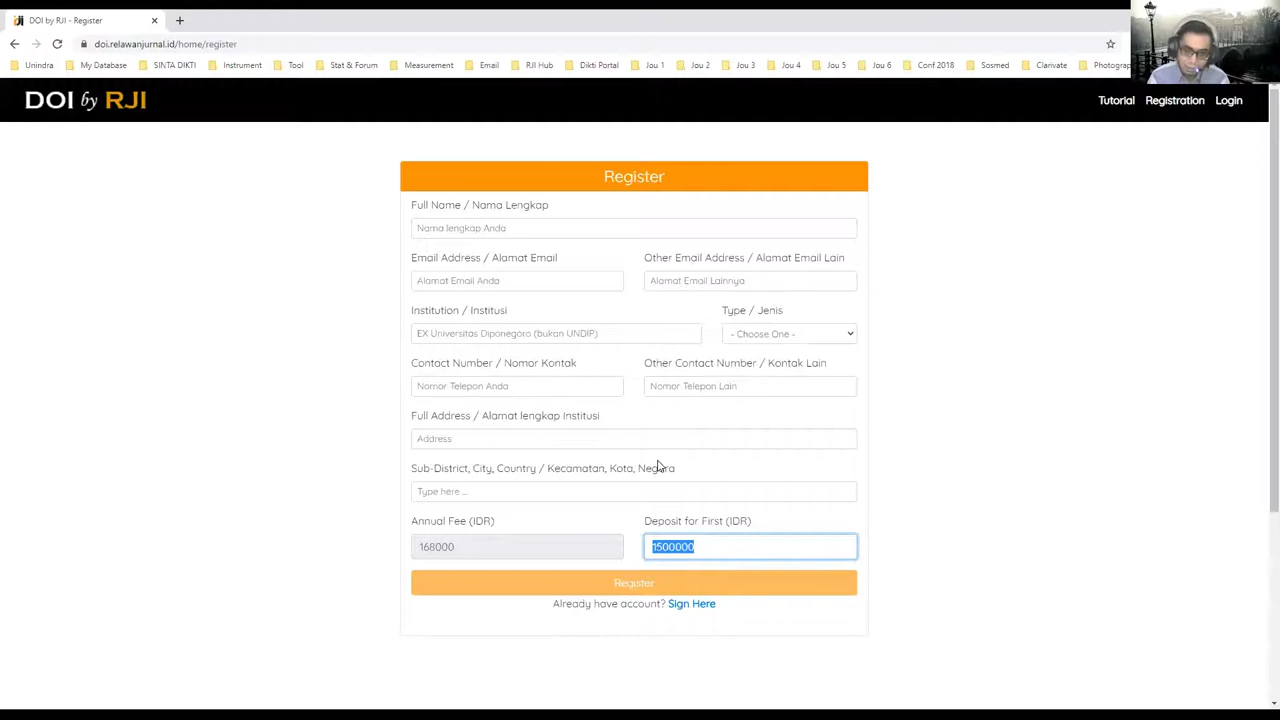 DOI by RJI - Register
doi.relawanjurnal.id/home/register
Unindra My Database SINTA DIKTI Instrument Tool Stat & Forum Measurement Email RJI Hub Dikti Portal Jou 1 Jou 2 Jou 3 Jou 4 Jou 5 Jou 6 Conf 2018 Sosmed Clarivate Photograp
DOI by RJI
Tutorial Registration Login
Register
Full Name / Nama Lengkap
Nama lengkap Anda
Email Address / Alamat Email Other Email Address / Alamat Email Lain
Alamat Email Anda Alamat Email Lainnya
Institution / Institusi Type / Jenis
EX Universitas Diponegoro (bukan UNDIP) - Choose One -
Contact Number / Nomor Kontak Other Contact Number / Kontak Lain
Nomor Telepon Anda Nomor Telepon Lain
Full Address / Alamat lengkap Institusi
Address
Sub-District, City, Country / Kecamatan, Kota, Negara
Type here ...
Annual Fee (IDR) Deposit for First (IDR)
168000 1500000
Register
Already have account? Sign Here